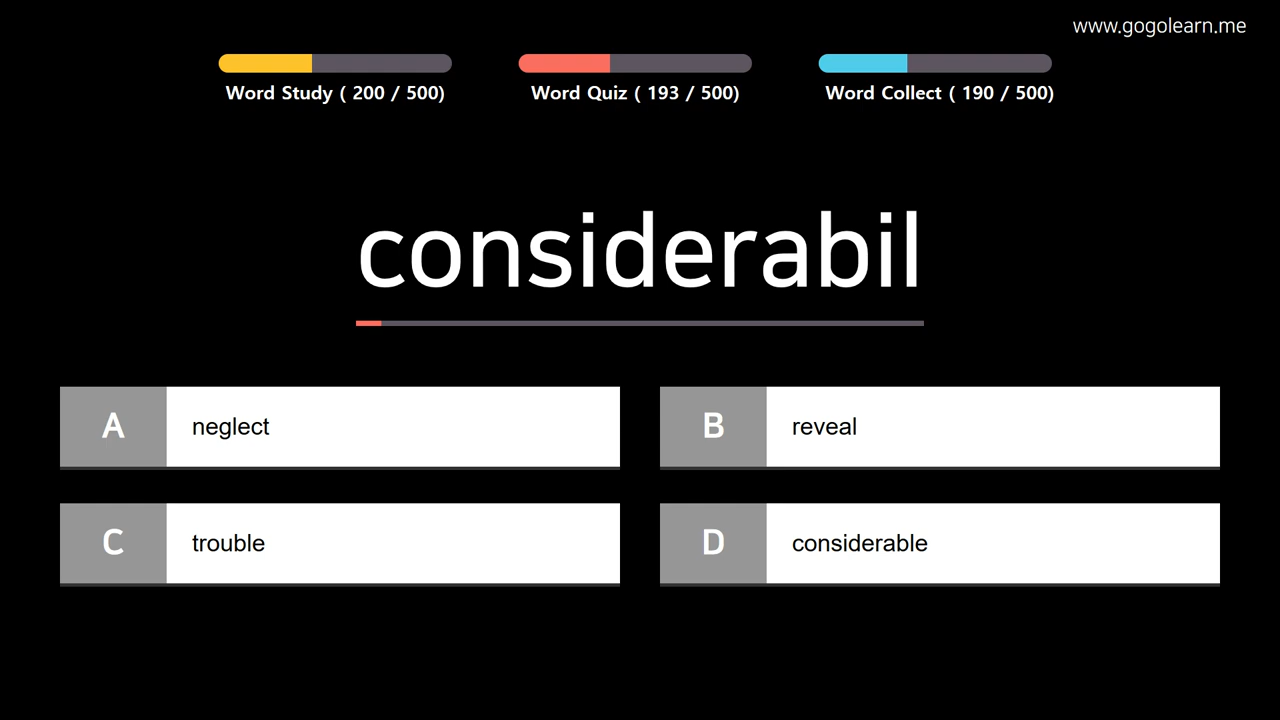 www.gogolearn.me
Word Study ( 200 / 500)
Word Quiz ( 193 / 500)
Word Collect ( 190 / 500)
considerabil
A neglect
B reveal
C trouble
D considerable